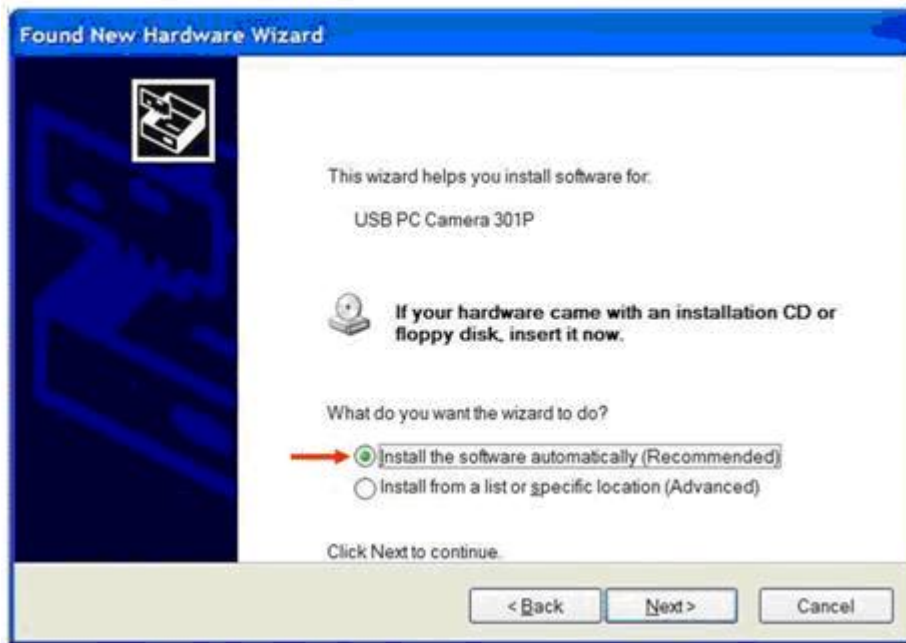 Found New Hardware Wizard
This wizard helps you install software for:
USB PC Camera 301P
If your hardware came with an installation CD or
floppy disk, insert it now.
What do you want the wizard to do?
Install the software automatically (Recommended)
Install from a list or specific location (Advanced)
Click Next to continue.
< Back Next > Cancel